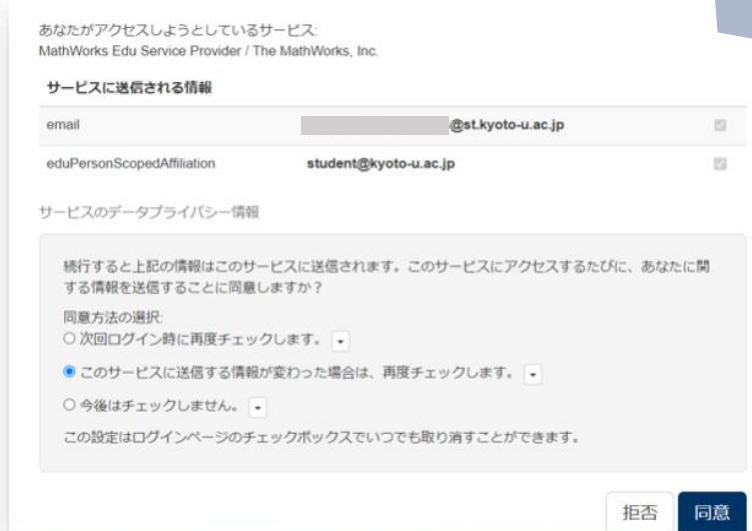 あなたがアクセスしようとしているサービス:
MathWorks Edu Service Provider / The MathWorks, Inc.
サービスに送信される情報
email @st.kyoto-u.ac.jp
eduPersonScopedAffiliation student@kyoto-u.ac.jp
サービスのデータプライバシー情報
続行すると上記の情報はこのサービスに送信されます。このサービスにアクセスするたびに、あなたに関
する情報を送信することに同意しますか？
同意方法の選択:
次回ログイン時に再度チェックします。
このサービスに送信する情報が変わった場合は、再度チェックします。
今後はチェックしません。
この設定はログインページのチェックボックスでいつでも取り消すことができます。
拒否 同意